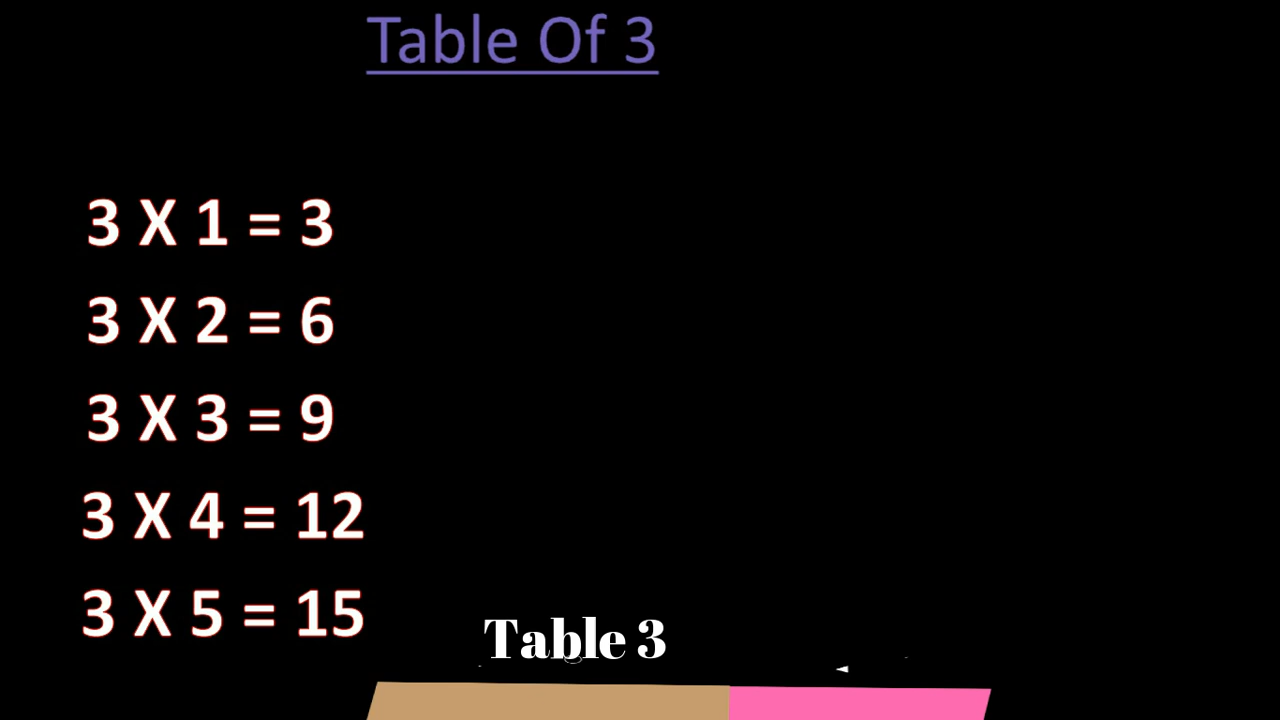 Table Of 3
3 X 1 = 3
3 X 2 = 6
3 X 3 = 9
3 X 4 = 12
3 X 5 = 15
Table 3